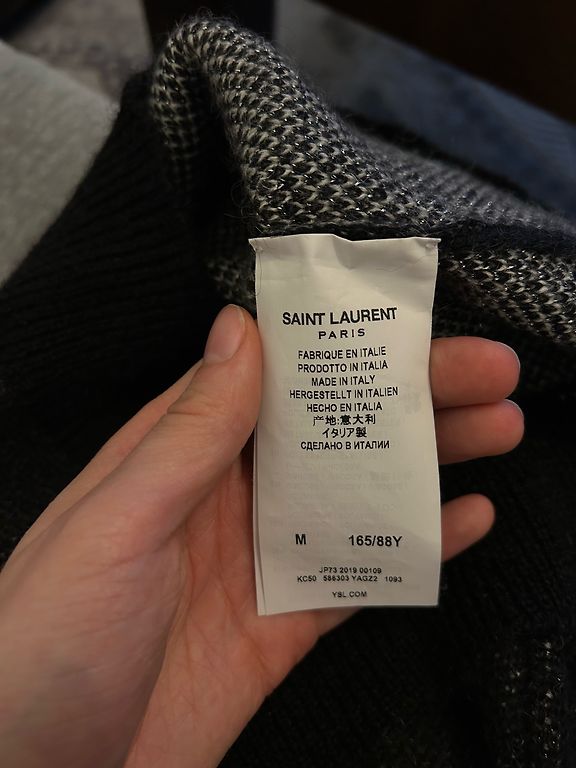 SAINT LAURENT
PARIS
FABRIQUE EN ITALIE
PRODOTTO IN ITALIA
MADE IN ITALY
HERGESTELLT IN ITALIEN
HECHO EN ITALIA
产地:意大利
イタリア製
СДЕЛАНО В ИТАЛИИ
M 165/88Y
JP73 2019 00109
KC50 586303 YAGZ2 1093
YSL.COM